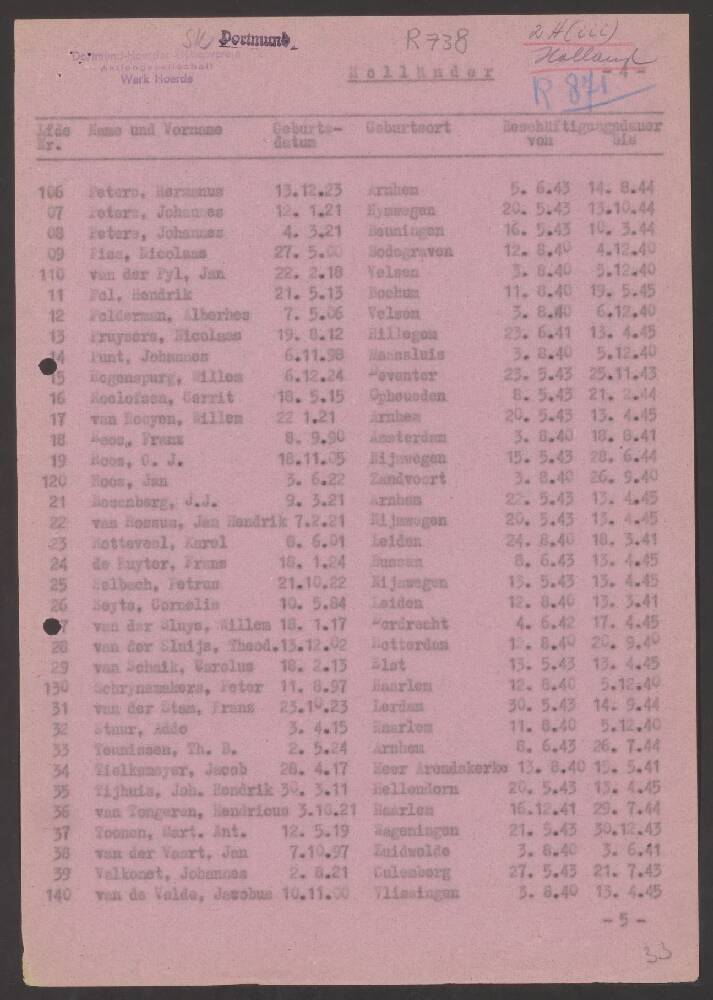 SW Dortmund.
R 738
2H(iii)
Holland
Dortmund-Hoerder Hüttenverein
Aktiengesellschaft
Werk Hoerde
Holländer
- 4 -
R 871
Lfde Name und Vorname Geburts- Geburtsort Beschäftigungsdauer
Nr. datum von bis
106 Peters, Hermanus 13.12.23 Arnhem 5. 6.43 14. 8.44
07 Peters, Johannes 12. 1.21 Nymwegen 20. 5.43 13.10.44
08 Peters, Johannes 4. 3.21 Beuningen 16. 5.43 10. 3.44
09 Piss, Nicolaas 27. 5.00 Bodegraven 12. 8.40 4.12.40
110 van der Pyl, Jan 22. 2.18 Velsen 3. 8.40 5.12.40
11 Pol, Hendrik 21. 5.13 Bochum 11. 8.40 19. 5.45
12 Polderman, Alberhes 7. 5.06 Velsen 3. 8.40 6.12.40
13 Pruysers, Nicolaas 19. 8.12 Hillegom 23. 6.41 13. 4.45
14 Punt, Johannes 6.11.98 Maassluis 3. 8.40 5.12.40
15 Regenspurg, Willem 6.12.24 Deventer 23. 5.43 25.11.43
16 Roelofsen, Gerrit 18. 5.15 Opheusden 8. 5.43 21. 2.44
17 van Rooyen, Willem 22 1.21 Arnhem 20. 5.43 13. 4.45
18 Roos, Frans 8. 9.90 Amsterdam 3. 8.40 18. 8.41
19 Roos, G. J. 18.11.05 Nijmwegen 15. 5.43 28. 6.44
120 Roos, Jan 3. 6.22 Zandvoort 3. 8.40 26. 9.40
21 Rosenberg, J.J. 9. 3.21 Arnhem 22. 5.43 13. 4.45
22 van Rossum, Jan Hendrik 7.2.21 Nijmwegen 20. 5.43 13. 4.45
23 Rotteveel, Karel 8. 6.01 Leiden 24. 8.40 18. 3.41
24 de Ruyter, Frans 18. 1.24 Bussum 8. 6.43 13. 4.45
25 Selbach, Petrus 21.10.22 Nijmwegen 13. 5.43 13. 4.45
26 Seyts, Cornelis 10. 5.84 Leiden 12. 8.40 13. 3.41
7 van der Sluys, Willem 18. 1.17 Dordrecht 4. 6.42 17. 4.45
28 van der Sluijs, Theod. 13.12.02 Rotterdam 12. 8.40 20. 9.40
29 van Schaik, Carolus 18. 2.13 Elst 13. 5.43 13. 4.45
130 Schrynemakers, Peter 11. 8.97 Haarlem 12. 8.40 5.12.40
31 van der Stam, Frans 23.10.23 Leerdam 30. 5.43 14. 9.44
32 Stuur, Adde 3. 4.15 Haarlem 11. 8.40 5.12.40
33 Teunissen, Th. B. 2. 5.24 Arnhem 8. 6.43 26. 7.44
34 Tielkemeyer, Jacob 28. 4.17 Heer Arendskerke 13. 8.40 15. 5.41
35 Tijhuis, Joh. Hendrik 30. 3.11 Hellendorn 20. 5.43 13. 4.45
36 van Tongeren, Hendricus 3.10.21 Haarlem 16.12.41 29. 7.44
37 Toonen, Mart. Ant. 12. 5.19 Wageningen 21. 5.43 30.12.43
38 van der Vaart, Jan 7.10.97 Zuidwolde 3. 8.40 3. 6.41
39 Valkonet, Johannes 2. 8.21 Culemborg 27. 5.43 21. 7.43
140 van de Velde, Jacobus 10.11.00 Vlissingen 3. 8.40 13. 4.45
- 5 -
33